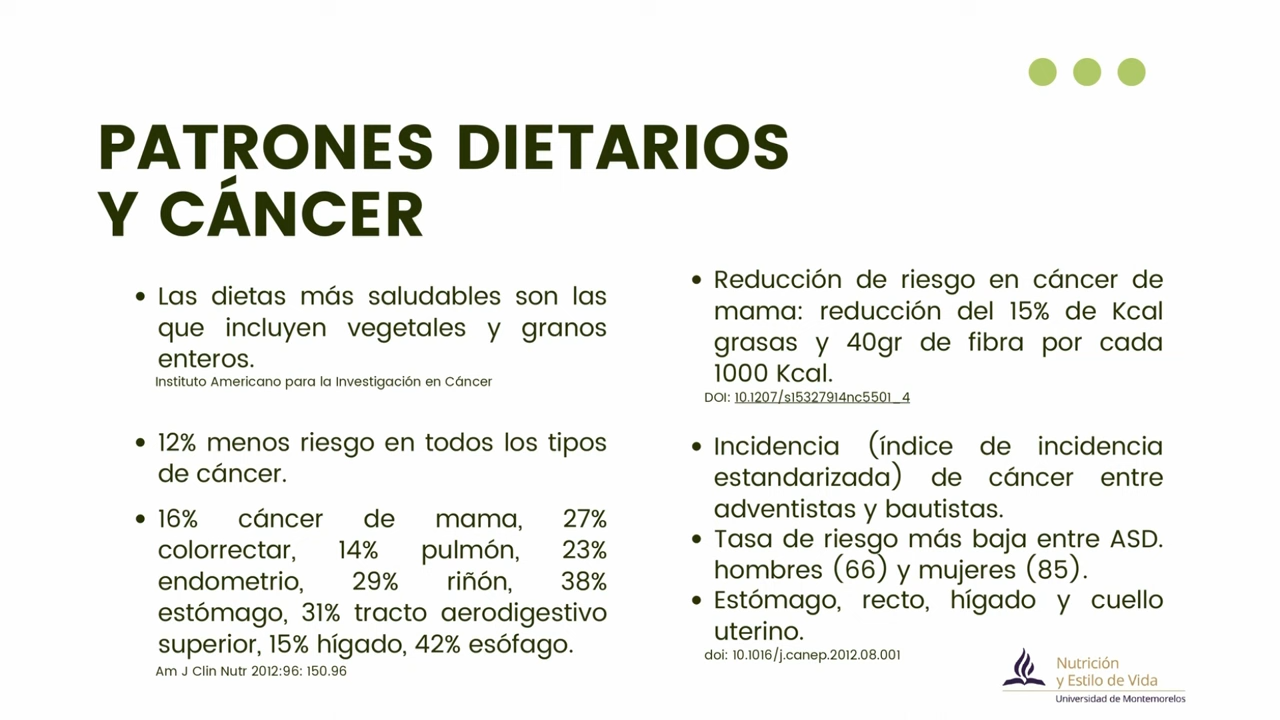 PATRONES DIETARIOS
Y CÁNCER
• Las dietas más saludables son las
que incluyen vegetales y granos
enteros.
Instituto Americano para la Investigación en Cáncer
• 12% menos riesgo en todos los tipos
de cáncer.
• 16% cáncer de mama, 27%
colorrectar, 14% pulmón, 23%
endometrio, 29% riñón, 38%
estómago, 31% tracto aerodigestivo
superior, 15% hígado, 42% esófago.
Am J Clin Nutr 2012:96: 150.96
• Reducción de riesgo en cáncer de
mama: reducción del 15% de Kcal
grasas y 40gr de fibra por cada
1000 Kcal.
DOI: 10.1207/s15327914nc5501_4
• Incidencia (índice de incidencia
estandarizada) de cáncer entre
adventistas y bautistas.
• Tasa de riesgo más baja entre ASD.
hombres (66) y mujeres (85).
• Estómago, recto, hígado y cuello
uterino.
doi: 10.1016/j.canep.2012.08.001
Nutrición
y Estilo de Vida
Universidad de Montemorelos